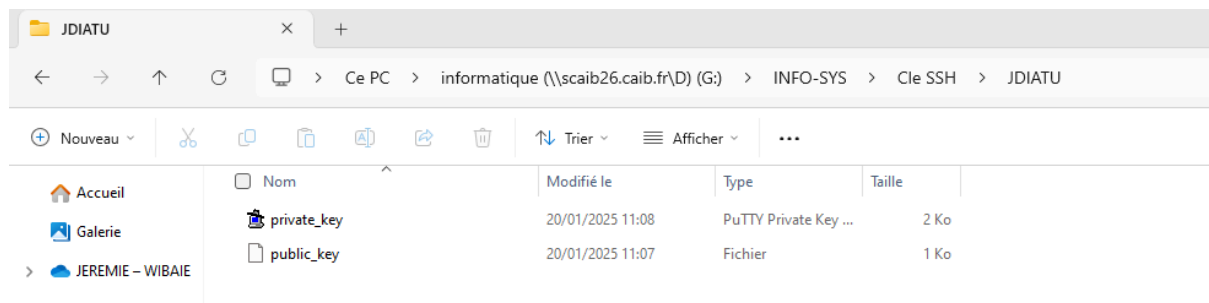 JDIATU
Ce PC > informatique (\\scaib26.caib.fr\D) (G:) > INFO-SYS > Cle SSH > JDIATU
Nouveau Trier Afficher
Accueil
Galerie
JEREMIE – WIBAIE
Nom Modifié le Type Taille
private_key 20/01/2025 11:08 PuTTY Private Key ... 2 Ko
public_key 20/01/2025 11:07 Fichier 1 Ko